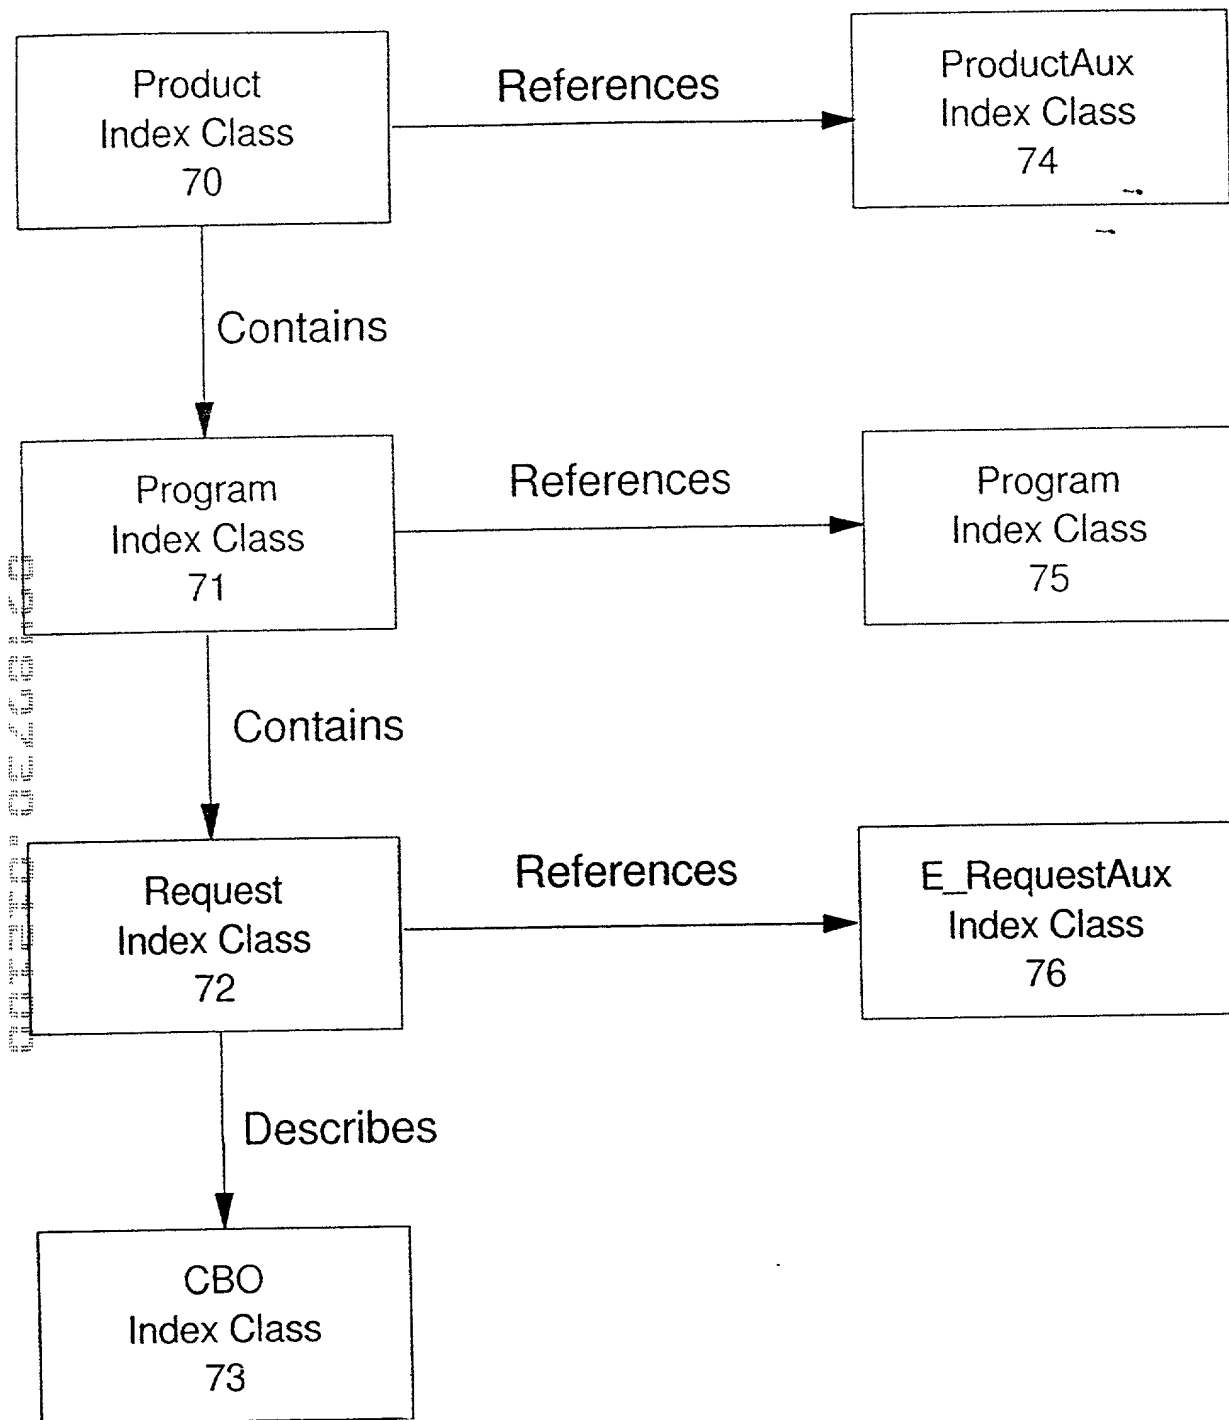 Product
Index Class
70
References
ProductAux
Index Class
74
Contains
Program
Index Class
71
References
Program
Index Class
75
Contains
Request
Index Class
72
References
E_RequestAux
Index Class
76
Describes
CBO
Index Class
73